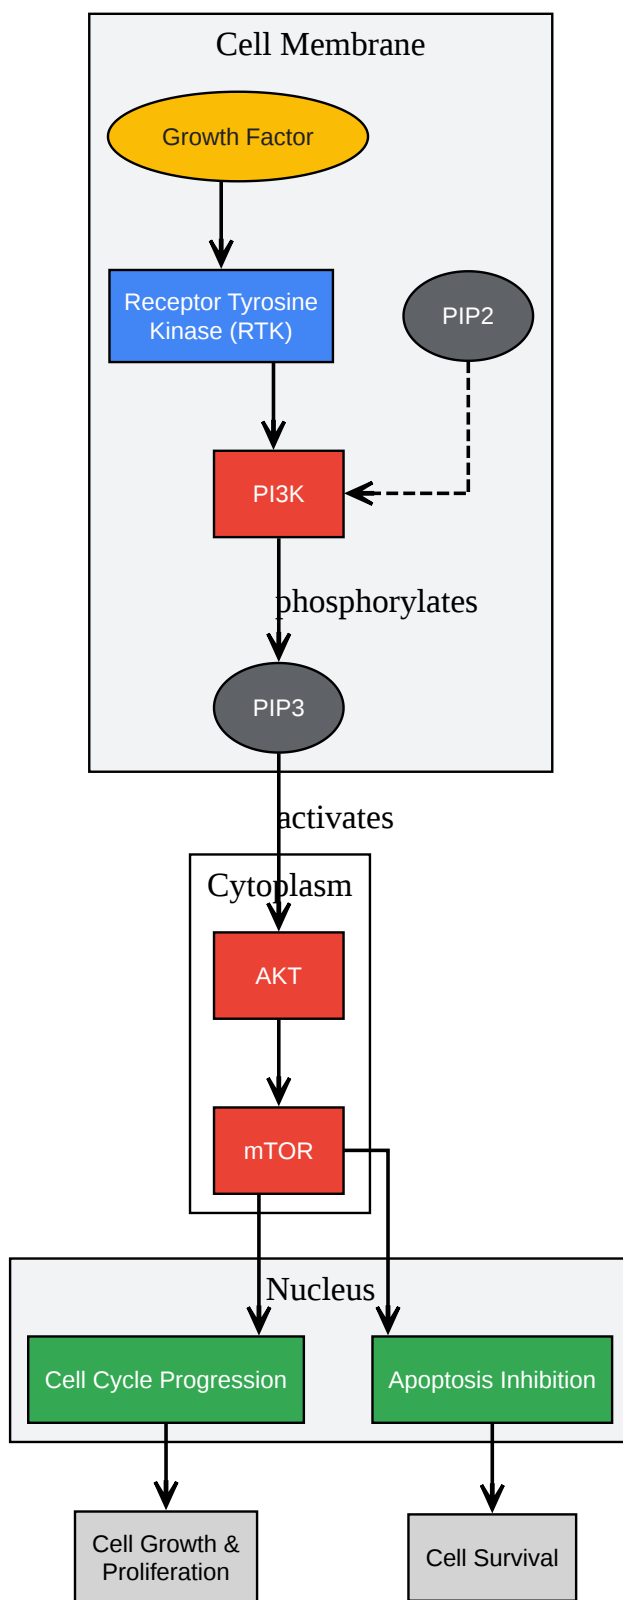 Cell Membrane
Growth Factor
Receptor Tyrosine
Kinase (RTK)
PIP2
PI3K
phosphorylates
PIP3
activates
Cytoplasm
AKT
mTOR
Nucleus
Cell Cycle Progression
Apoptosis Inhibition
Cell Growth &
Proliferation
Cell Survival